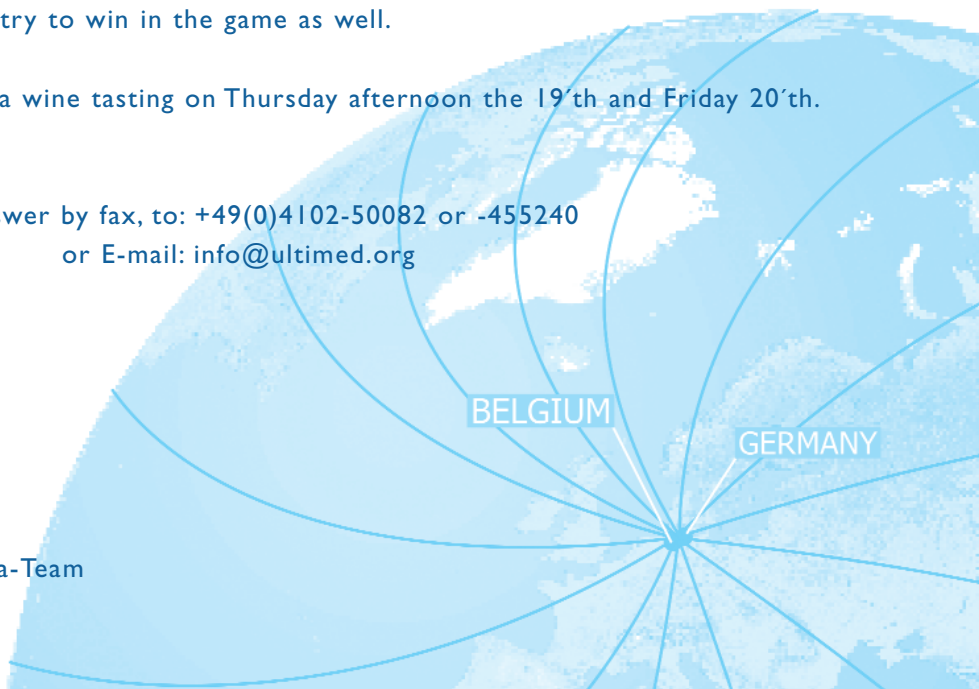 try to win in the game as well.
a wine tasting on Thursday afternoon the 19´th and Friday 20´th.
wer by fax, to: +49(0)4102-50082 or -455240
or E-mail: info@ultimed.org
BELGIUM
GERMANY
a-Team